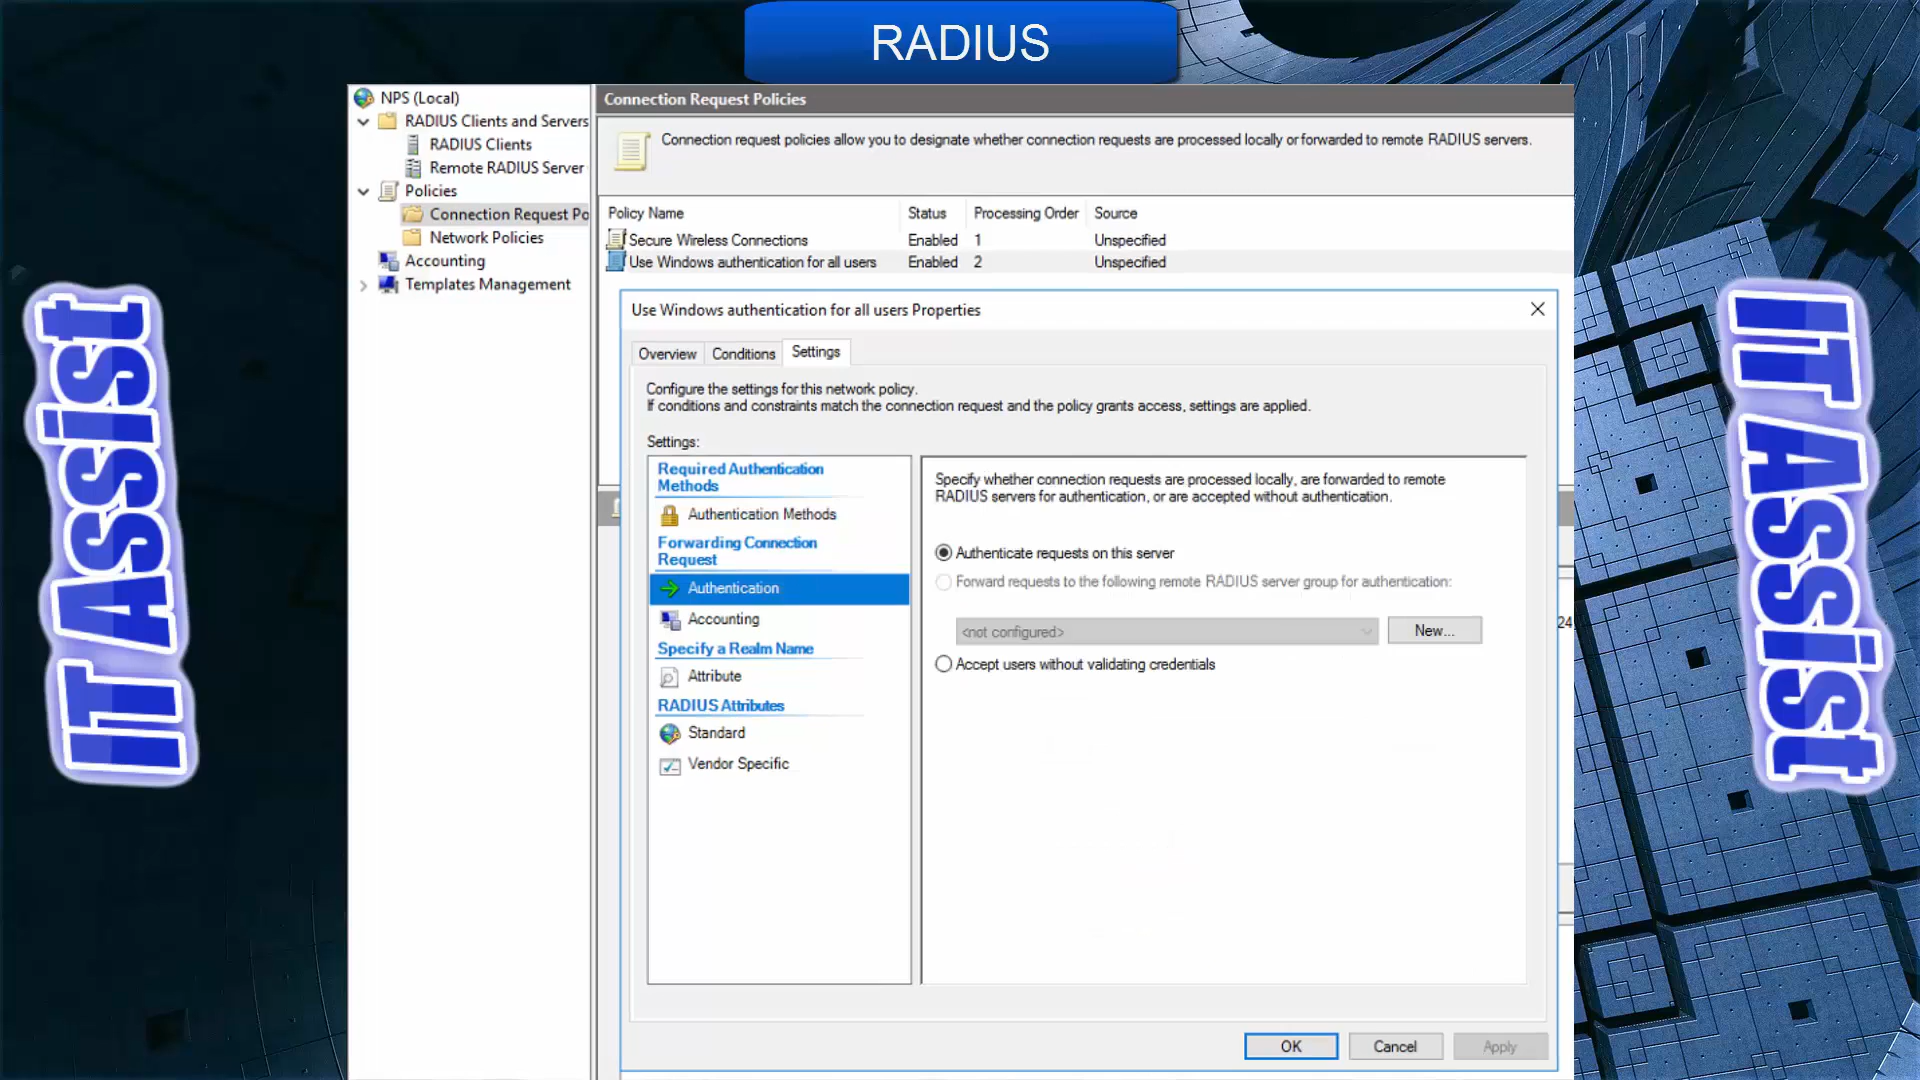 RADIUS
IT Assist
NPS (Local)
RADIUS Clients and Servers
RADIUS Clients
Remote RADIUS Server
Policies
Connection Request Po
Network Policies
Accounting
Templates Management
Connection Request Policies
Connection request policies allow you to designate whether connection requests are processed locally or forwarded to remote RADIUS servers.
Policy Name Status Processing Order Source
Secure Wireless Connections Enabled 1 Unspecified
Use Windows authentication for all users Enabled 2 Unspecified
Use Windows authentication for all users Properties
Overview Conditions Settings
Configure the settings for this network policy.
If conditions and constraints match the connection request and the policy grants access, settings are applied.
Settings:
Required Authentication
Methods
Authentication Methods
Forwarding Connection
Request
Authentication
Accounting
Specify a Realm Name
Attribute
RADIUS Attributes
Standard
Vendor Specific
Specify whether connection requests are processed locally, are forwarded to remote
RADIUS servers for authentication, or are accepted without authentication.
Authenticate requests on this server
Forward requests to the following remote RADIUS server group for authentication:
<not configured> New...
Accept users without validating credentials
24
OK Cancel Apply
IT Assist